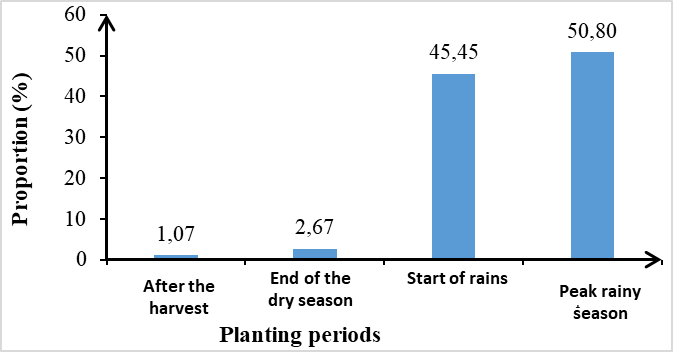 60
50
40
30
20
10
0
Proportion (%)
1,07
2,67
45,45
50,80
After the
harvest
End of the
dry season
Start of rains
Peak rainy
season
Planting periods